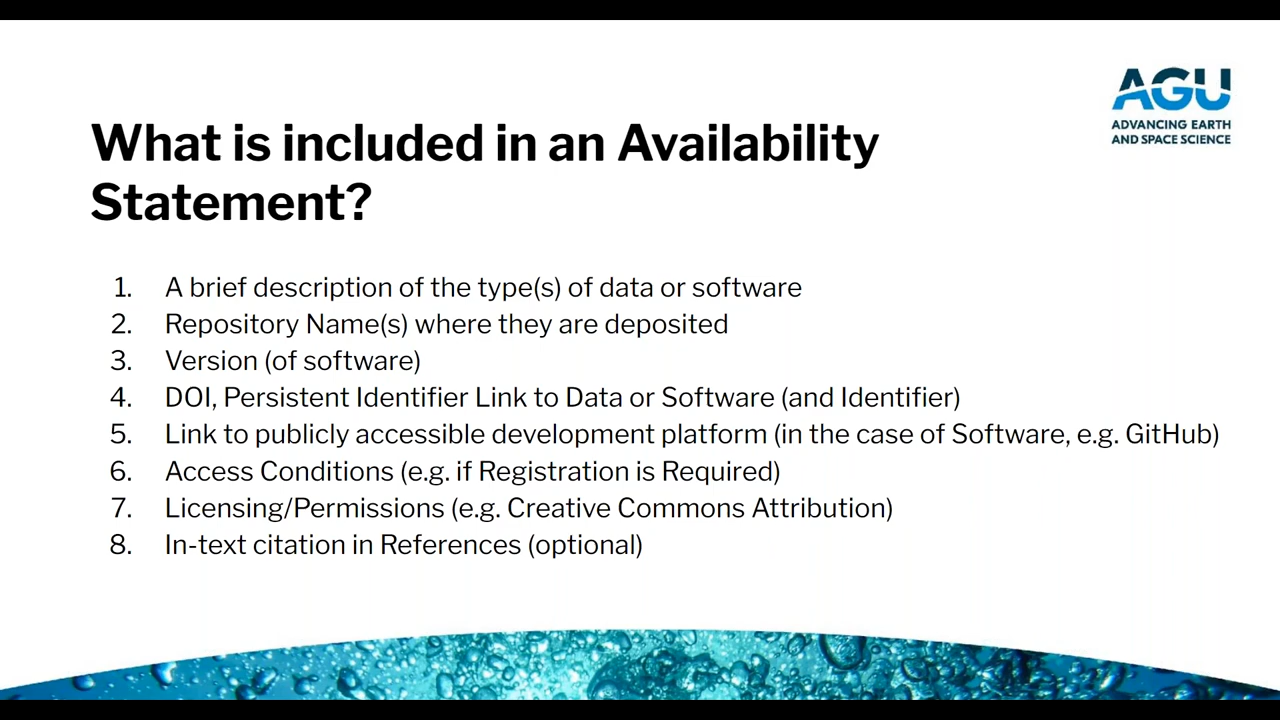 AGU
ADVANCING EARTH
AND SPACE SCIENCE
What is included in an Availability
Statement?
1. A brief description of the type(s) of data or software
2. Repository Name(s) where they are deposited
3. Version (of software)
4. DOI, Persistent Identifier Link to Data or Software (and Identifier)
5. Link to publicly accessible development platform (in the case of Software, e.g. GitHub)
6. Access Conditions (e.g. if Registration is Required)
7. Licensing/Permissions (e.g. Creative Commons Attribution)
8. In-text citation in References (optional)